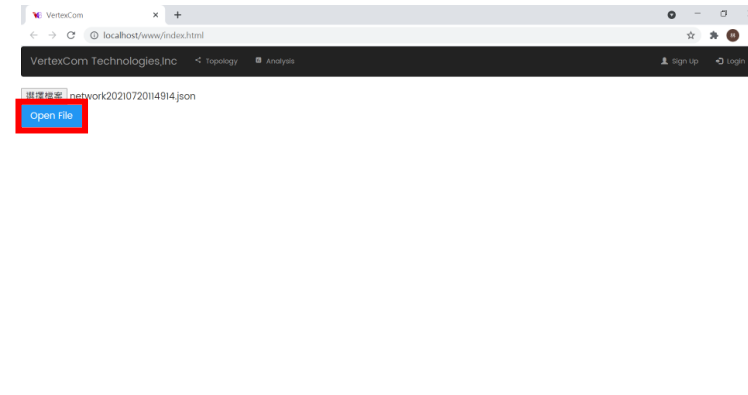 VertexCom
localhost/www/index.html
VertexCom Technologies,Inc Topology Analysis Sign Up Login
選擇檔案 network20210720114914.json
Open File